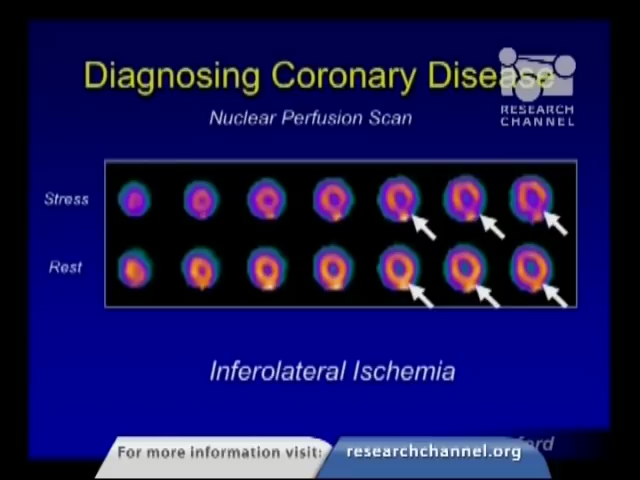 Diagnosing Coronary Disease
RESEARCH
CHANNEL
Nuclear Perfusion Scan
Stress
Rest
Inferolateral Ischemia
For more information visit:
researchchannel.org